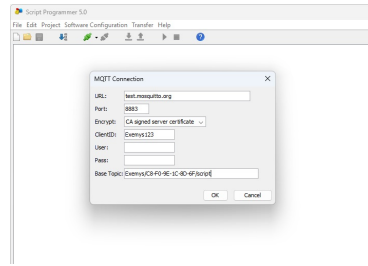 Script Programmer 5.0
File Edit Project Software Configuration Transfer Help
MQTT Connection
URL: test.mosquitto.org
Port: 8883
Encrypt: CA signed server certificate
ClientID: Exemys123
User:
Pass:
Base Topic: Exemys/C8-F0-9E-1C-8D-6F/script
OK Cancel